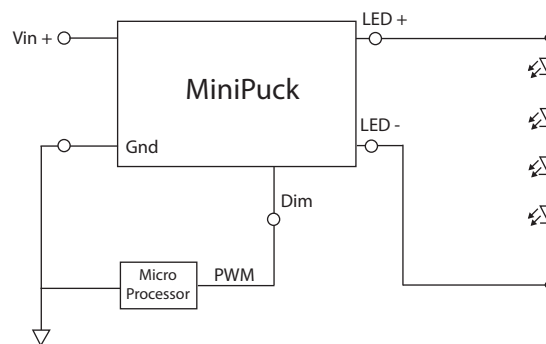 LED +
Vin +
MiniPuck
LED -
Gnd
Dim
Micro
Processor
PWM